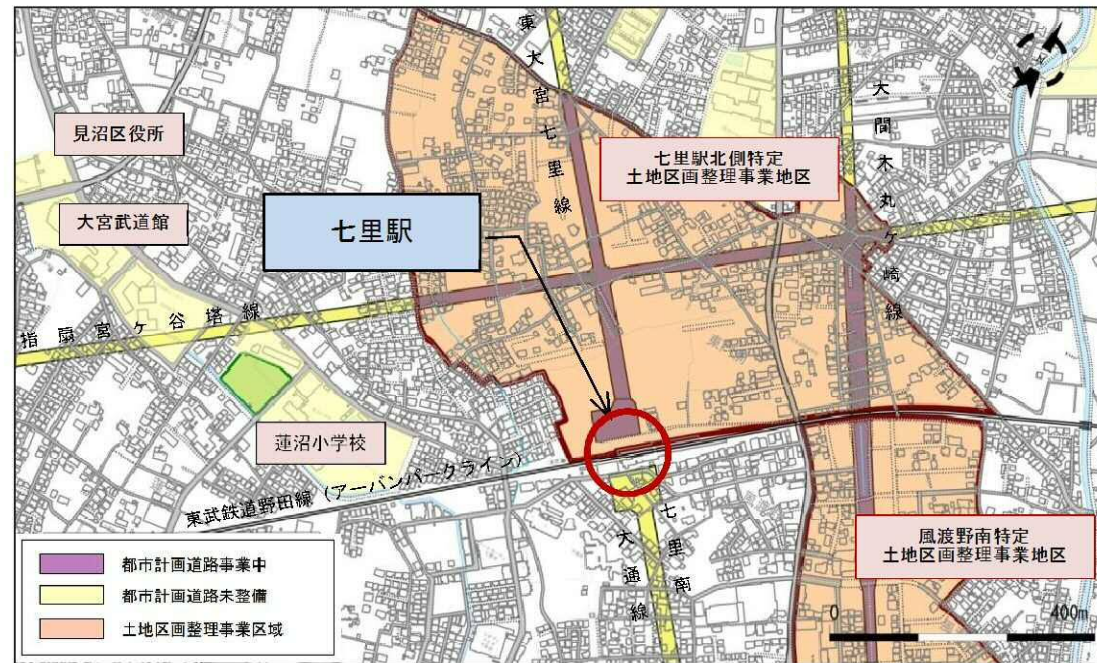 東大宮七里線
大間木丸ヶ崎線
見沼区役所
七里駅北側特定
土地区画整理事業地区
大宮武道館
七里駅
指扇宮ヶ谷塔線
蓮沼小学校
東武鉄道野田線（アーバンパークライン）
七里南
大通線
風渡野南特定
土地区画整理事業地区
都市計画道路事業中
都市計画道路未整備
土地区画整理事業区域
0 400m